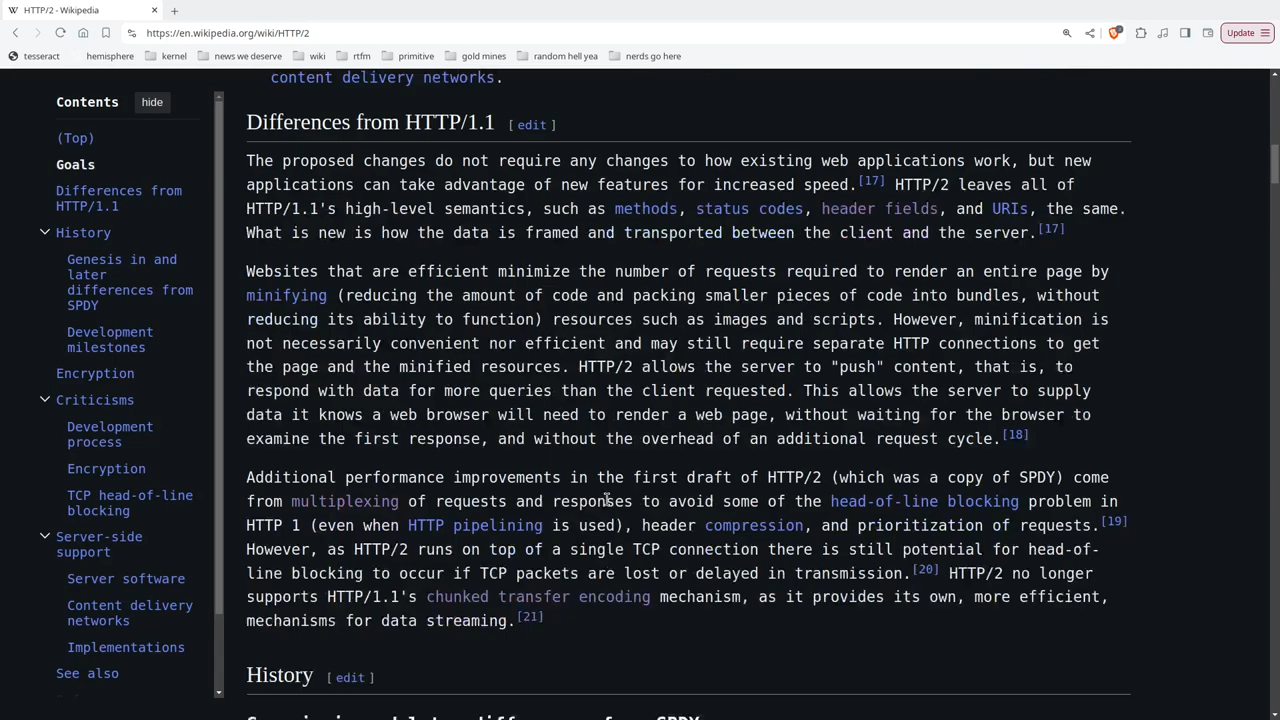 HTTP/2 - Wikipedia
https://en.wikipedia.org/wiki/HTTP/2
Update
tesseract hemisphere kernel news we deserve wiki rtfm primitive gold mines random hell yea nerds go here
Contents hide
(Top)
Goals
Differences from
HTTP/1.1
History
Genesis in and
later
differences from
SPDY
Development
milestones
Encryption
Criticisms
Development
process
Encryption
TCP head-of-line
blocking
Server-side
support
Server software
Content delivery
networks
Implementations
See also
content delivery networks.
Differences from HTTP/1.1 [ edit ]
The proposed changes do not require any changes to how existing web applications work, but new
applications can take advantage of new features for increased speed.[17] HTTP/2 leaves all of
HTTP/1.1's high-level semantics, such as methods, status codes, header fields, and URIs, the same.
What is new is how the data is framed and transported between the client and the server.[17]
Websites that are efficient minimize the number of requests required to render an entire page by
minifying (reducing the amount of code and packing smaller pieces of code into bundles, without
reducing its ability to function) resources such as images and scripts. However, minification is
not necessarily convenient nor efficient and may still require separate HTTP connections to get
the page and the minified resources. HTTP/2 allows the server to "push" content, that is, to
respond with data for more queries than the client requested. This allows the server to supply
data it knows a web browser will need to render a web page, without waiting for the browser to
examine the first response, and without the overhead of an additional request cycle.[18]
Additional performance improvements in the first draft of HTTP/2 (which was a copy of SPDY) come
from multiplexing of requests and responses to avoid some of the head-of-line blocking problem in
HTTP 1 (even when HTTP pipelining is used), header compression, and prioritization of requests.[19]
However, as HTTP/2 runs on top of a single TCP connection there is still potential for head-of-
line blocking to occur if TCP packets are lost or delayed in transmission.[20] HTTP/2 no longer
supports HTTP/1.1's chunked transfer encoding mechanism, as it provides its own, more efficient,
mechanisms for data streaming.[21]
History [ edit ]